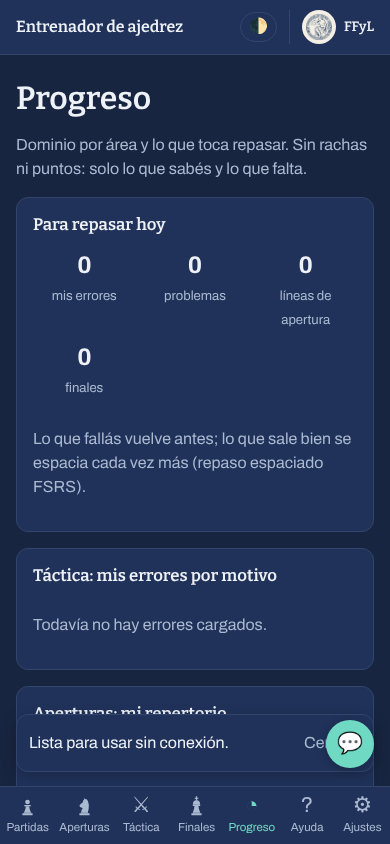 Entrenador de ajedrez
FFyL
Progreso
Dominio por área y lo que toca repasar. Sin rachas
ni puntos: solo lo que sabés y lo que falta.
Para repasar hoy
0
mis errores
0
problemas
0
líneas de
apertura
0
finales
Lo que fallás vuelve antes; lo que sale bien se
espacia cada vez más (repaso espaciado
FSRS).
Táctica: mis errores por motivo
Todavía no hay errores cargados.
Aperturas: mi repertorio
Lista para usar sin conexión.
Partidas
Aperturas
Táctica
Finales
Progreso
Ayuda
Ajustes